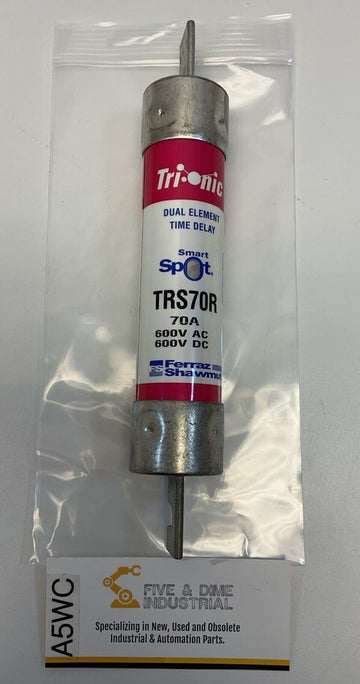 Tri-onic
DUAL ELEMENT
TIME DELAY
Smart
Spot
TRS70R
70A
600V AC
600V DC
Ferraz
Shawmut
A5WC
FIVE & DIME
INDUSTRIAL
Specializing in New, Used and Obsolete
Industrial & Automation Parts.